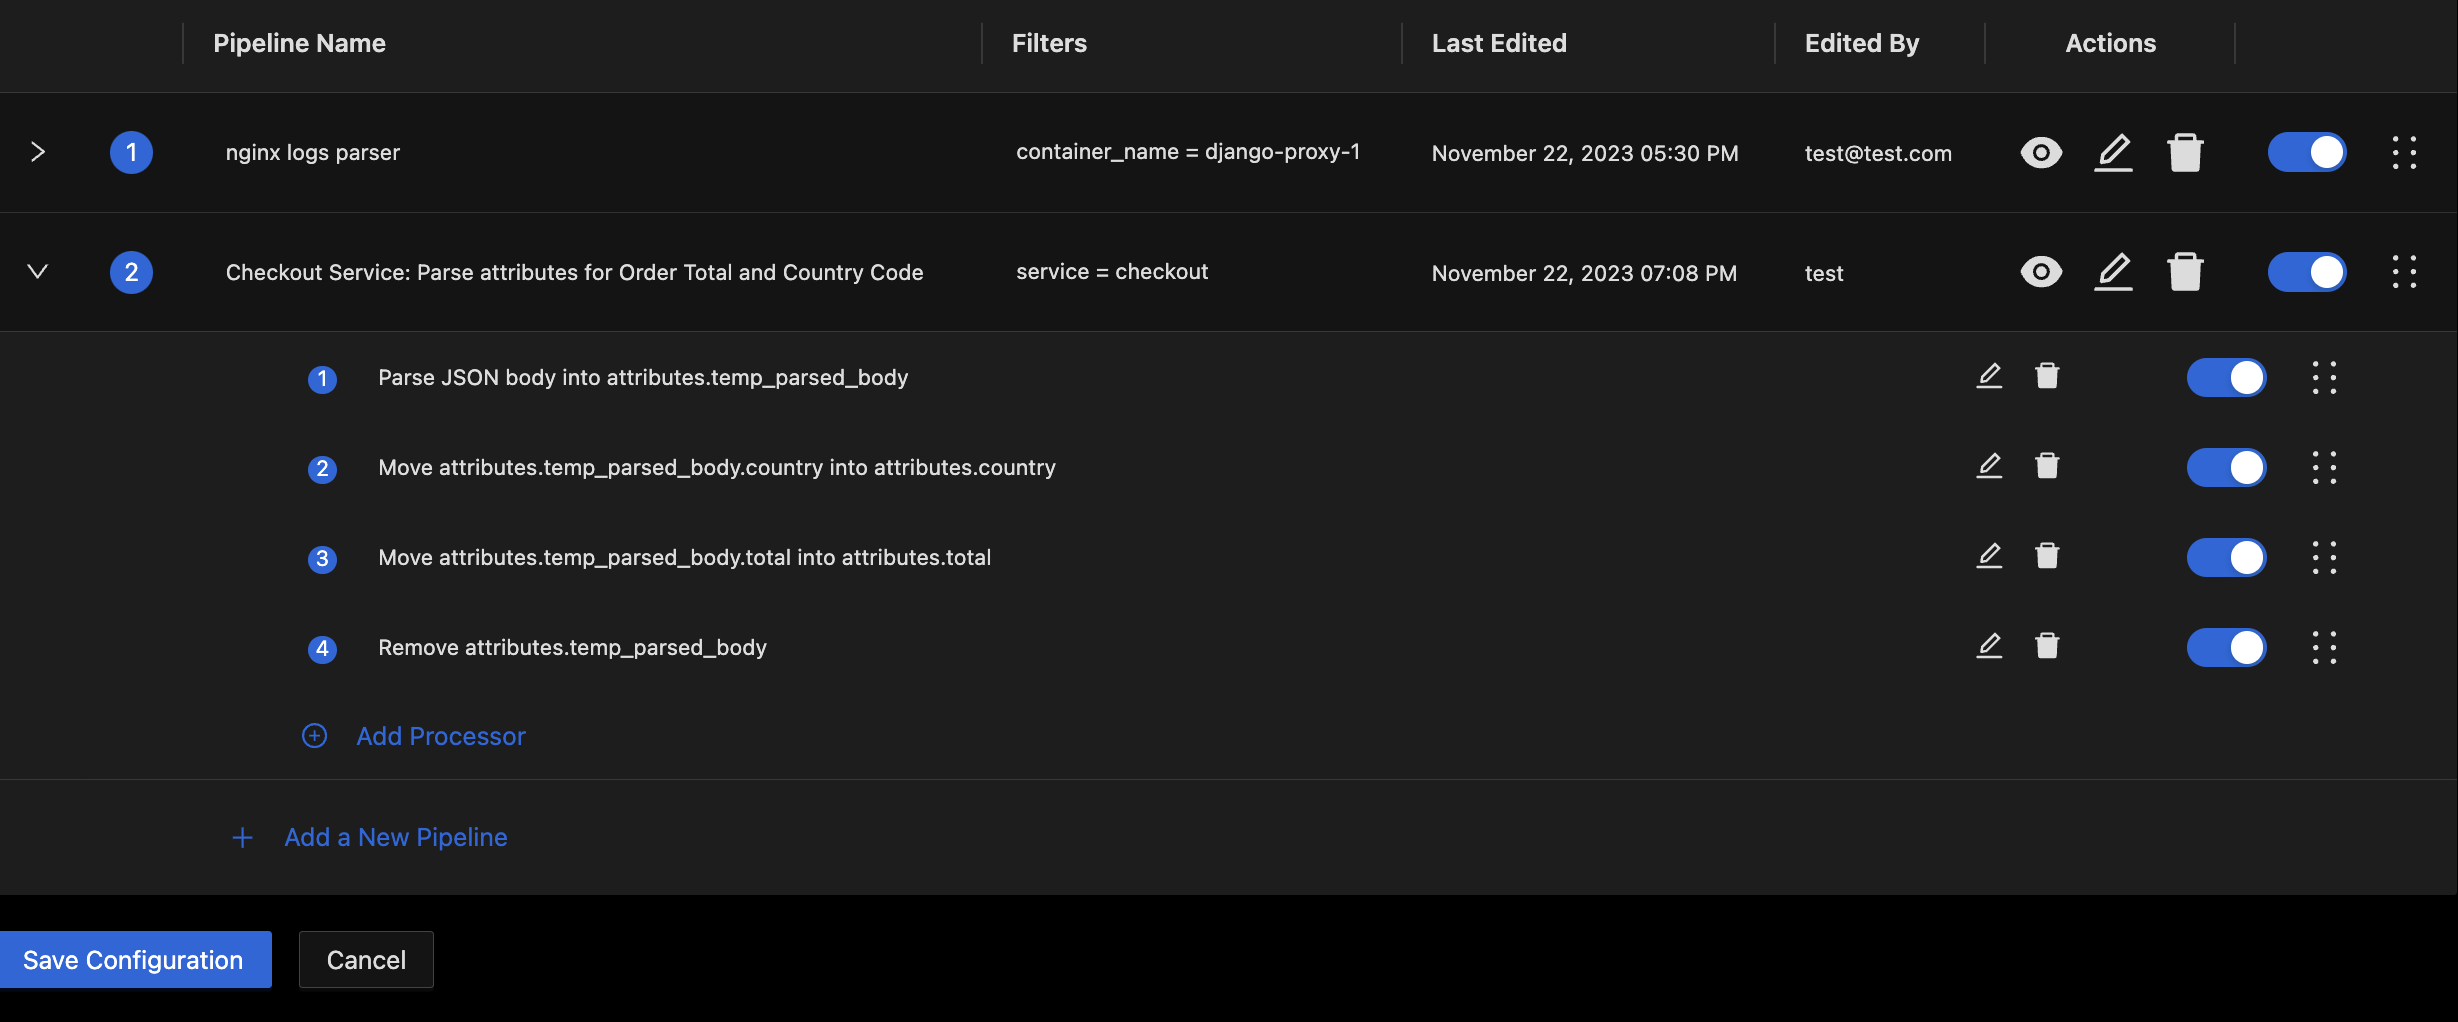 Pipeline Name Filters Last Edited Edited By Actions
1 nginx logs parser container_name = django-proxy-1 November 22, 2023 05:30 PM test@test.com
2 Checkout Service: Parse attributes for Order Total and Country Code service = checkout November 22, 2023 07:08 PM test
1 Parse JSON body into attributes.temp_parsed_body
2 Move attributes.temp_parsed_body.country into attributes.country
3 Move attributes.temp_parsed_body.total into attributes.total
4 Remove attributes.temp_parsed_body
Add Processor
Add a New Pipeline
Save Configuration Cancel